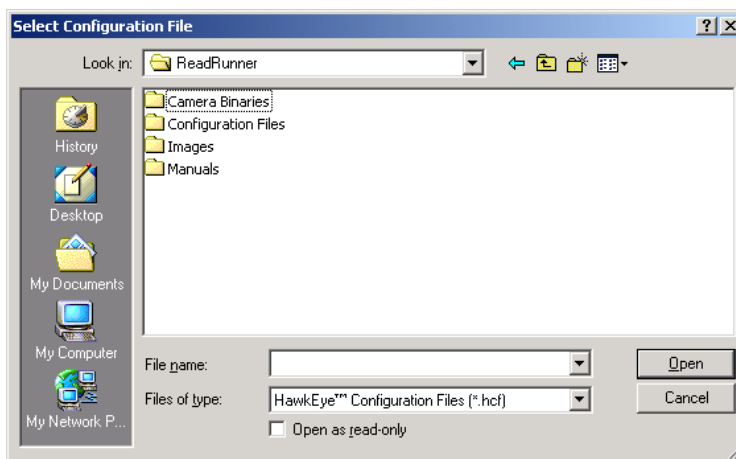 Select Configuration File
Look in: ReadRunner
History
Desktop
My Documents
My Computer
My Network P...
Camera Binaries
Configuration Files
Images
Manuals
File name: Open
Files of type: HawkEye™ Configuration Files (*.hcf) Cancel
Open as read-only